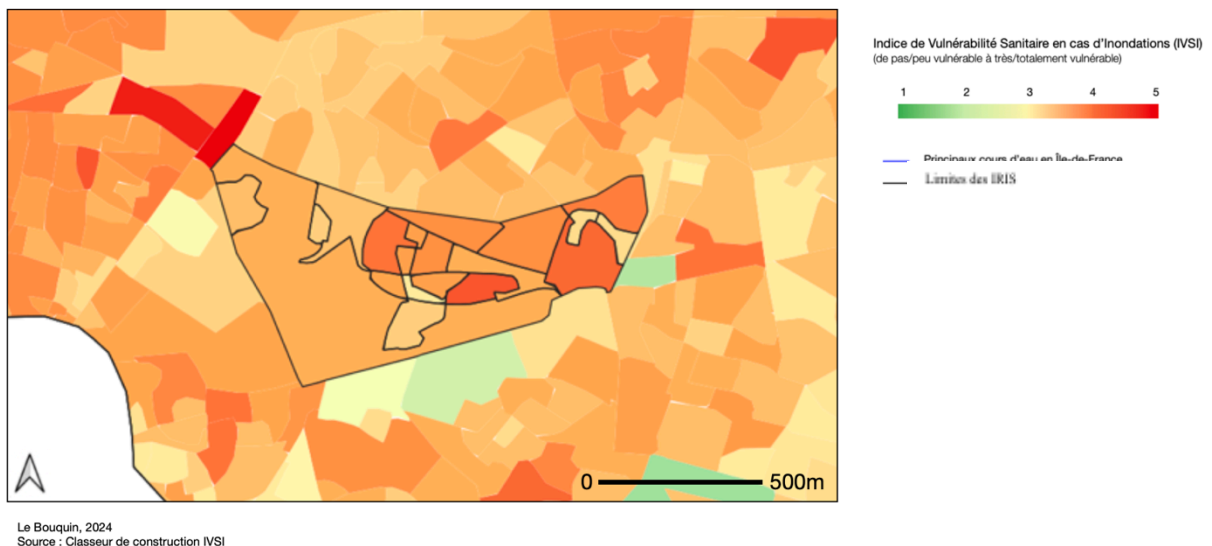 Indice de Vulnérabilité Sanitaire en cas d'Inondations (IVSI)
(de pas/peu vulnérable à très/totalement vulnérable)
1 2 3 4 5
Principaux cours d'eau en Île-de-France
Limites des IRIS
0 500m
Le Bouquin, 2024
Source : Classeur de construction IVSI